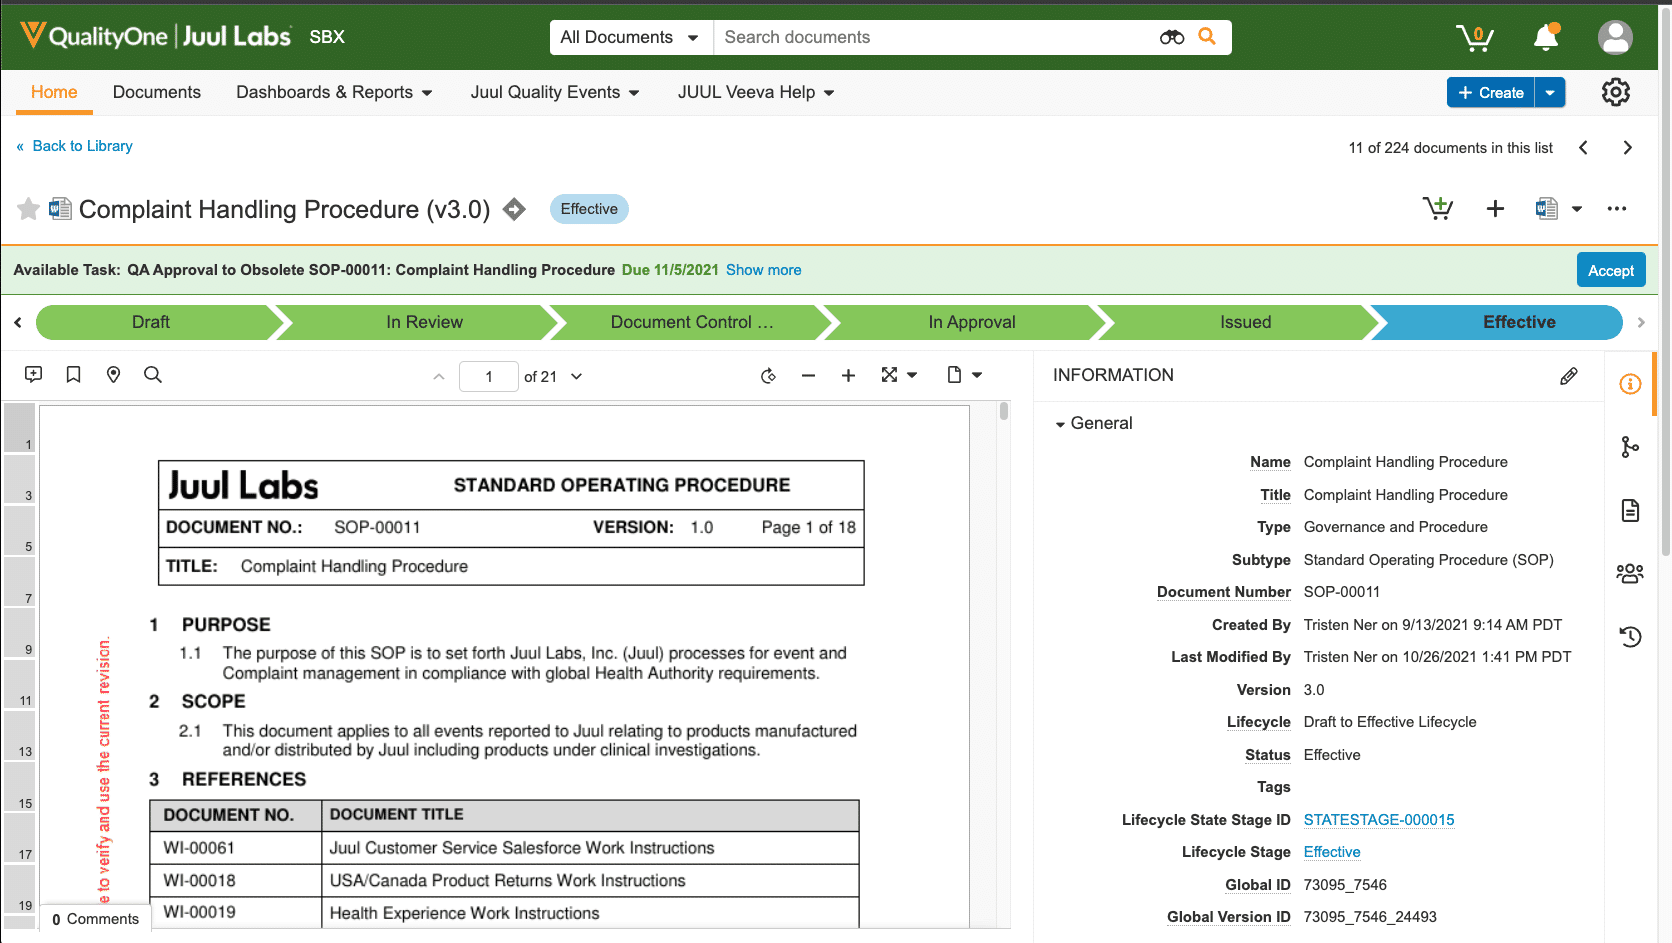 QualityOne | Juul Labs SBX
All Documents
Search documents
0
Home
Documents
Dashboards & Reports
Juul Quality Events
JUUL Veeva Help
+ Create
« Back to Library
11 of 224 documents in this list
Complaint Handling Procedure (v3.0)
Effective
Available Task: QA Approval to Obsolete SOP-00011: Complaint Handling Procedure Due 11/5/2021 Show more
Accept
Draft
In Review
Document Control ...
In Approval
Issued
Effective
1 of 21
1
3
5
7
9
11
13
15
17
19
Juul Labs
STANDARD OPERATING PROCEDURE
DOCUMENT NO.: SOP-00011 VERSION: 1.0 Page 1 of 18
TITLE: Complaint Handling Procedure
1 PURPOSE
1.1 The purpose of this SOP is to set forth Juul Labs, Inc. (Juul) processes for event and
Complaint management in compliance with global Health Authority requirements.
2 SCOPE
2.1 This document applies to all events reported to Juul relating to products manufactured
and/or distributed by Juul including products under clinical investigations.
3 REFERENCES
DOCUMENT NO. DOCUMENT TITLE
WI-00061 Juul Customer Service Salesforce Work Instructions
WI-00018 USA/Canada Product Returns Work Instructions
WI-00019 Health Experience Work Instructions
e to verify and use the current revision.
0 Comments
INFORMATION
General
Name Complaint Handling Procedure
Title Complaint Handling Procedure
Type Governance and Procedure
Subtype Standard Operating Procedure (SOP)
Document Number SOP-00011
Created By Tristen Ner on 9/13/2021 9:14 AM PDT
Last Modified By Tristen Ner on 10/26/2021 1:41 PM PDT
Version 3.0
Lifecycle Draft to Effective Lifecycle
Status Effective
Tags
Lifecycle State Stage ID STATESTAGE-000015
Lifecycle Stage Effective
Global ID 73095_7546
Global Version ID 73095_7546_24493